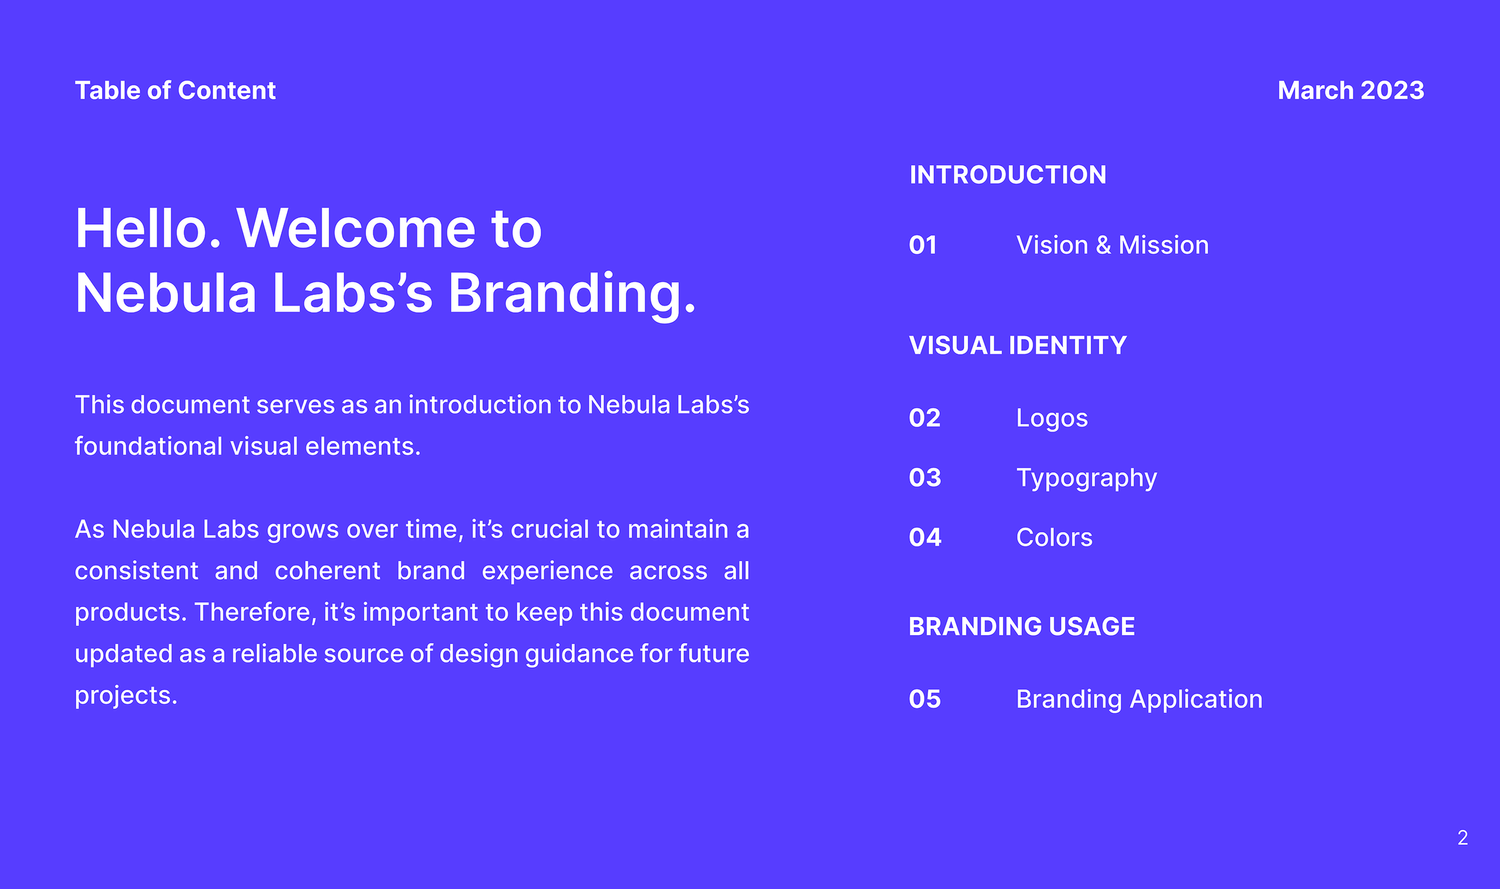 Table of Content
March 2023
Hello. Welcome to
Nebula Labs’s Branding.
This document serves as an introduction to Nebula Labs’s
foundational visual elements.
As Nebula Labs grows over time, it’s crucial to maintain a
consistent and coherent brand experience across all
products. Therefore, it’s important to keep this document
updated as a reliable source of design guidance for future
projects.
INTRODUCTION
01 Vision & Mission
VISUAL IDENTITY
02 Logos
03 Typography
04 Colors
BRANDING USAGE
05 Branding Application
2